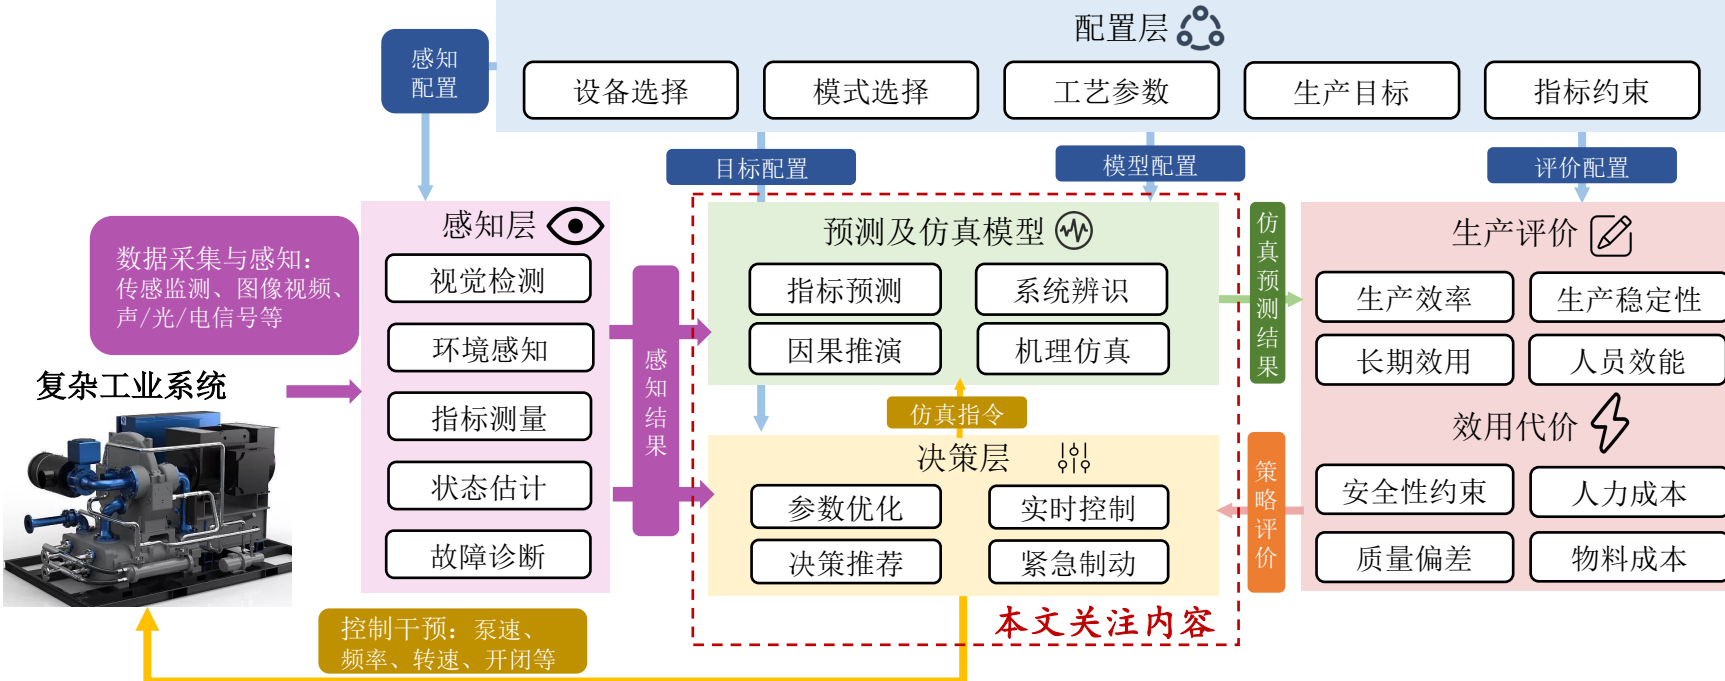 配置层
设备选择
模式选择
工艺参数
生产目标
指标约束
感知
配置
目标配置
模型配置
评价配置
数据采集与感知：
传感监测、图像视频、
声/光/电信号等
复杂工业系统
感知层
视觉检测
环境感知
指标测量
状态估计
故障诊断
感知结果
预测及仿真模型
指标预测
系统辨识
因果推演
机理仿真
仿真指令
决策层
参数优化
实时控制
决策推荐
紧急制动
本文关注内容
仿真预测结果
策略评价
生产评价
生产效率
生产稳定性
长期效用
人员效能
效用代价
安全性约束
人力成本
质量偏差
物料成本
控制干预：泵速、
频率、转速、开闭等